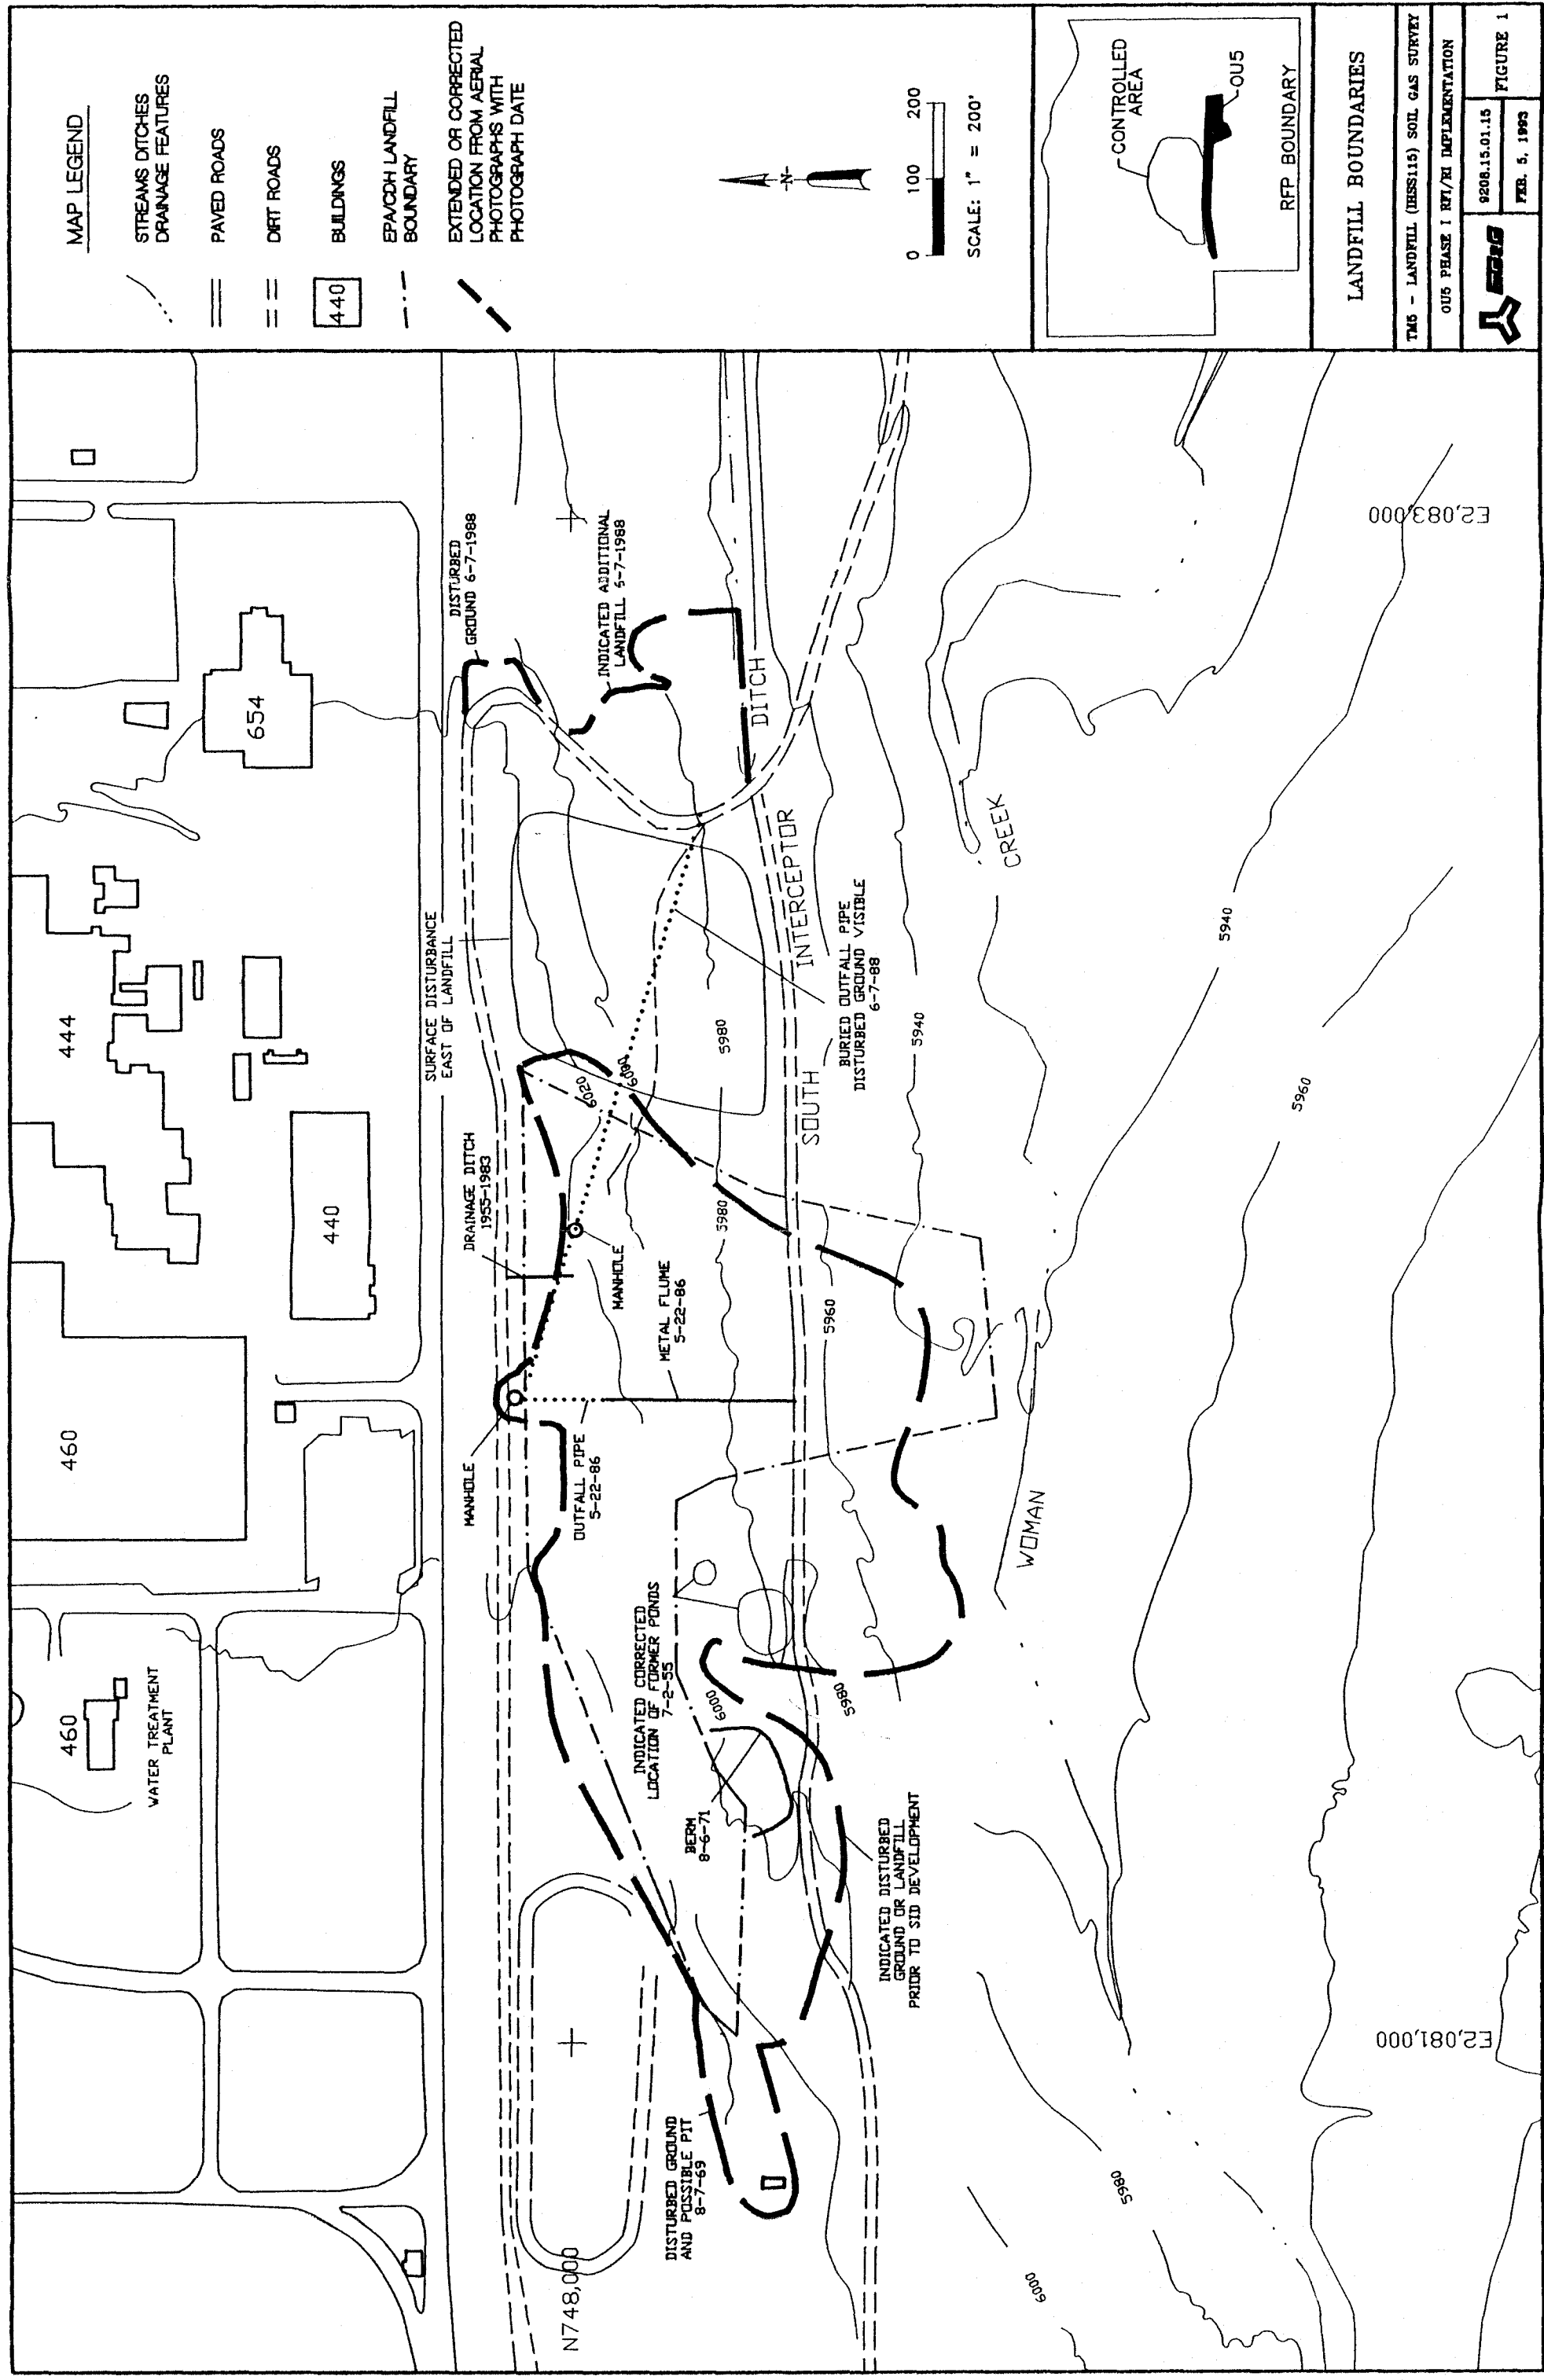 MAP LEGEND
STREAMS DITCHES
DRAINAGE FEATURES
PAVED ROADS
DIRT ROADS
440
BUILDINGS
EPA/CDH LANDFILL
BOUNDARY
EXTENDED OR CORRECTED
LOCATION FROM AERIAL
PHOTOGRAPHS WITH
PHOTOGRAPH DATE
-N-
0 100 200
SCALE: 1" = 200'
CONTROLLED
AREA
OU5
RFP BOUNDARY
LANDFILL BOUNDARIES
TM5 - LANDFILL (IHSS115) SOIL GAS SURVEY
OU5 PHASE I RFI/RI IMPLEMENTATION
EG&G
9208.15.01.15
FEB. 5, 1993
FIGURE 1
460
WATER TREATMENT
PLANT
460
444
440
654
MANHOLE
DRAINAGE DITCH
1955-1983
SURFACE DISTURBANCE
EAST OF LANDFILL
DISTURBED
GROUND 6-7-1988
INDICATED ADDITIONAL
LANDFILL 6-7-1988
OUTFALL PIPE
5-22-86
MANHOLE
METAL FLUME
5-22-86
6020
6000
5980
5980
INDICATED CORRECTED
LOCATION OF FORMER PONDS
7-2-55
6000
BERM
8-6-71
DISTURBED GROUND
AND POSSIBLE PIT
8-7-69
N748,000
SOUTH
INTERCEPTOR
DITCH
BURIED OUTFALL PIPE
DISTURBED GROUND VISIBLE
6-7-88
5980
5960
5940
INDICATED DISTURBED
GROUND OR LANDFILL
PRIOR TO SID DEVELOPMENT
WOMAN
CREEK
6000
5980
5960
5940
E2,081,000
E2,083,000